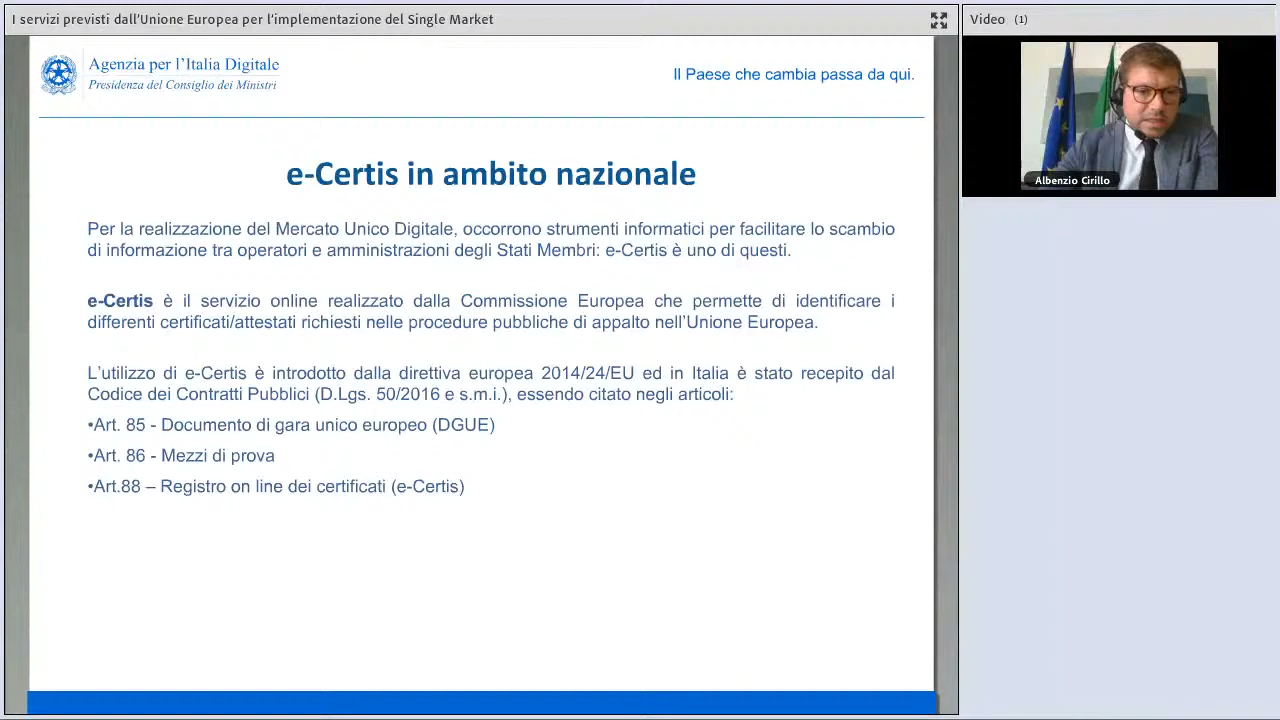 I servizi previsti dall'Unione Europea per l'implementazione del Single Market
Video (1)
Agenzia per l'Italia Digitale
Presidenza del Consiglio dei Ministri
Il Paese che cambia passa da qui.
Albenzio Cirillo
e-Certis in ambito nazionale
Per la realizzazione del Mercato Unico Digitale, occorrono strumenti informatici per facilitare lo scambio
di informazione tra operatori e amministrazioni degli Stati Membri: e-Certis è uno di questi.
e-Certis è il servizio online realizzato dalla Commissione Europea che permette di identificare i
differenti certificati/attestati richiesti nelle procedure pubbliche di appalto nell'Unione Europea.
L'utilizzo di e-Certis è introdotto dalla direttiva europea 2014/24/EU ed in Italia è stato recepito dal
Codice dei Contratti Pubblici (D.Lgs. 50/2016 e s.m.i.), essendo citato negli articoli:
•Art. 85 - Documento di gara unico europeo (DGUE)
•Art. 86 - Mezzi di prova
•Art.88 – Registro on line dei certificati (e-Certis)